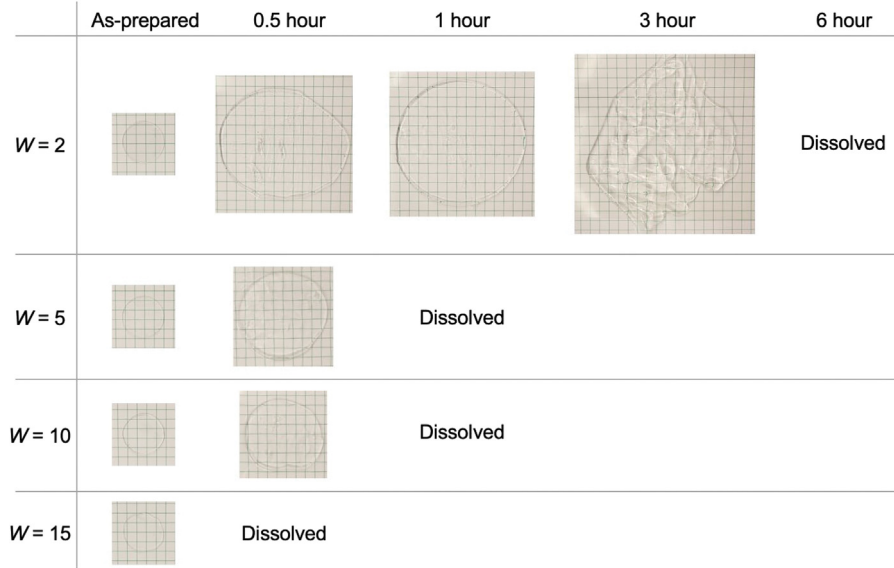 As-prepared 0.5 hour 1 hour 3 hour 6 hour
W = 2 Dissolved
W = 5 Dissolved
W = 10 Dissolved
W = 15 Dissolved